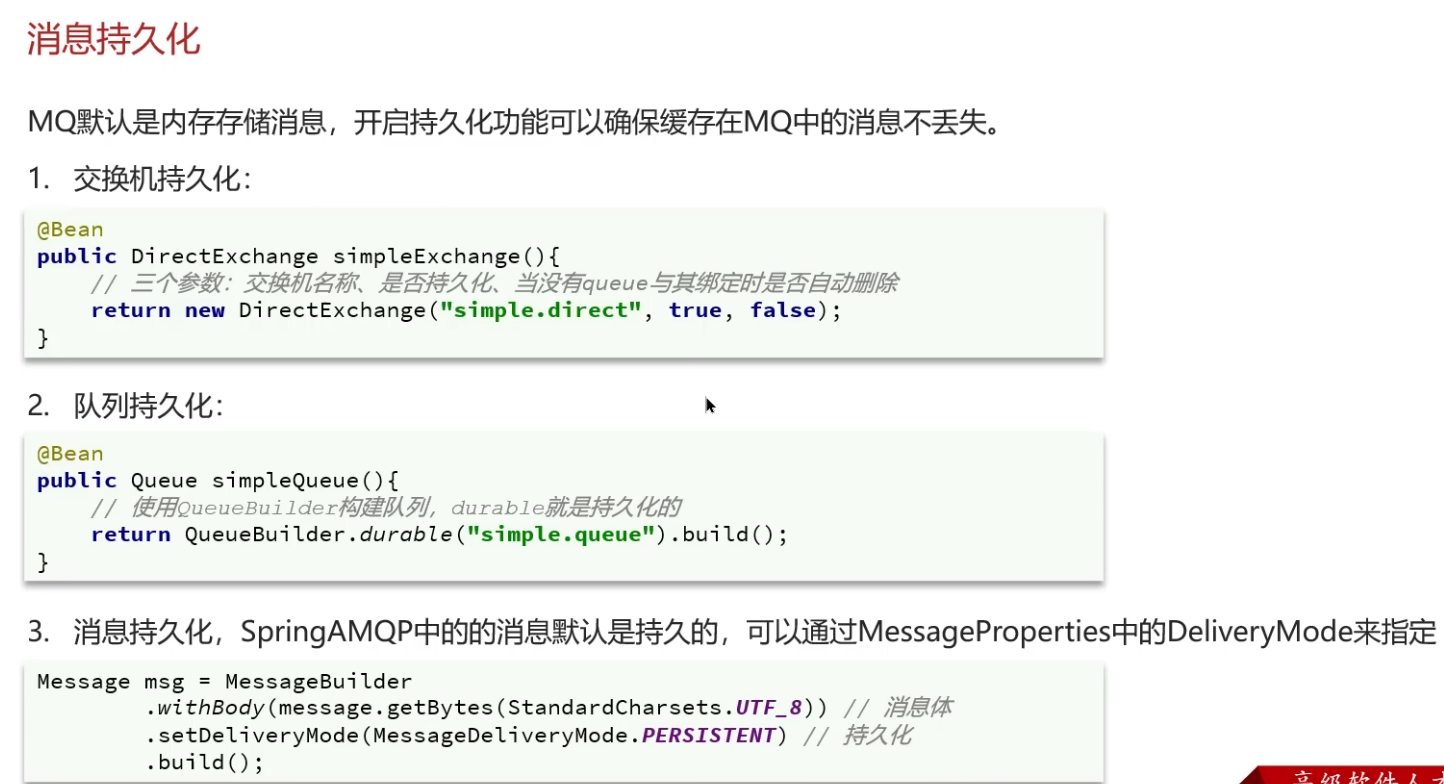 消息持久化
MQ默认是内存存储消息，开启持久化功能可以确保缓存在MQ中的消息不丢失。
1. 交换机持久化：
@Bean
public DirectExchange simpleExchange(){
// 三个参数：交换机名称、是否持久化、当没有queue与其绑定时是否自动删除
return new DirectExchange("simple.direct", true, false);
}
2. 队列持久化：
@Bean
public Queue simpleQueue(){
// 使用QueueBuilder构建队列，durable就是持久化的
return QueueBuilder.durable("simple.queue").build();
}
3. 消息持久化，SpringAMQP中的的消息默认是持久的，可以通过MessageProperties中的DeliveryMode来指定
Message msg = MessageBuilder
.withBody(message.getBytes(StandardCharsets.UTF_8)) // 消息体
.setDeliveryMode(MessageDeliveryMode.PERSISTENT) // 持久化
.build();
高级软件人